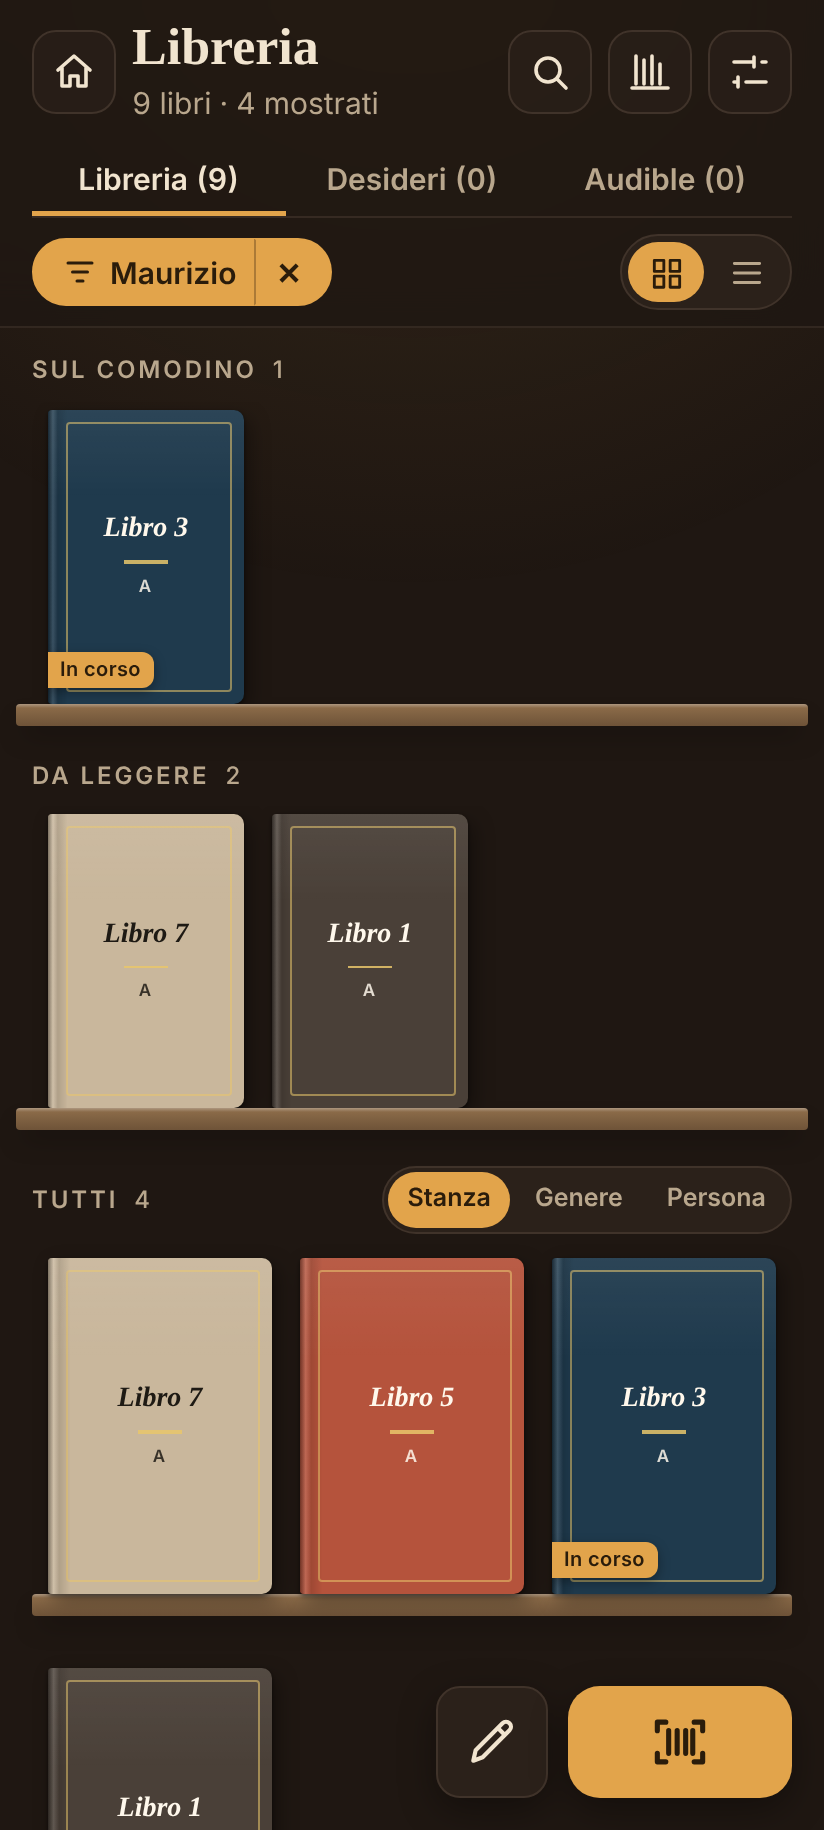 Libreria
9 libri · 4 mostrati
Libreria (9)
Desideri (0)
Audible (0)
Maurizio ✕
SUL COMODINO 1
Libro 3
A
In corso
DA LEGGERE 2
Libro 7
A
Libro 1
A
TUTTI 4
Stanza
Genere
Persona
Libro 7
A
Libro 5
A
Libro 3
A
In corso
Libro 1